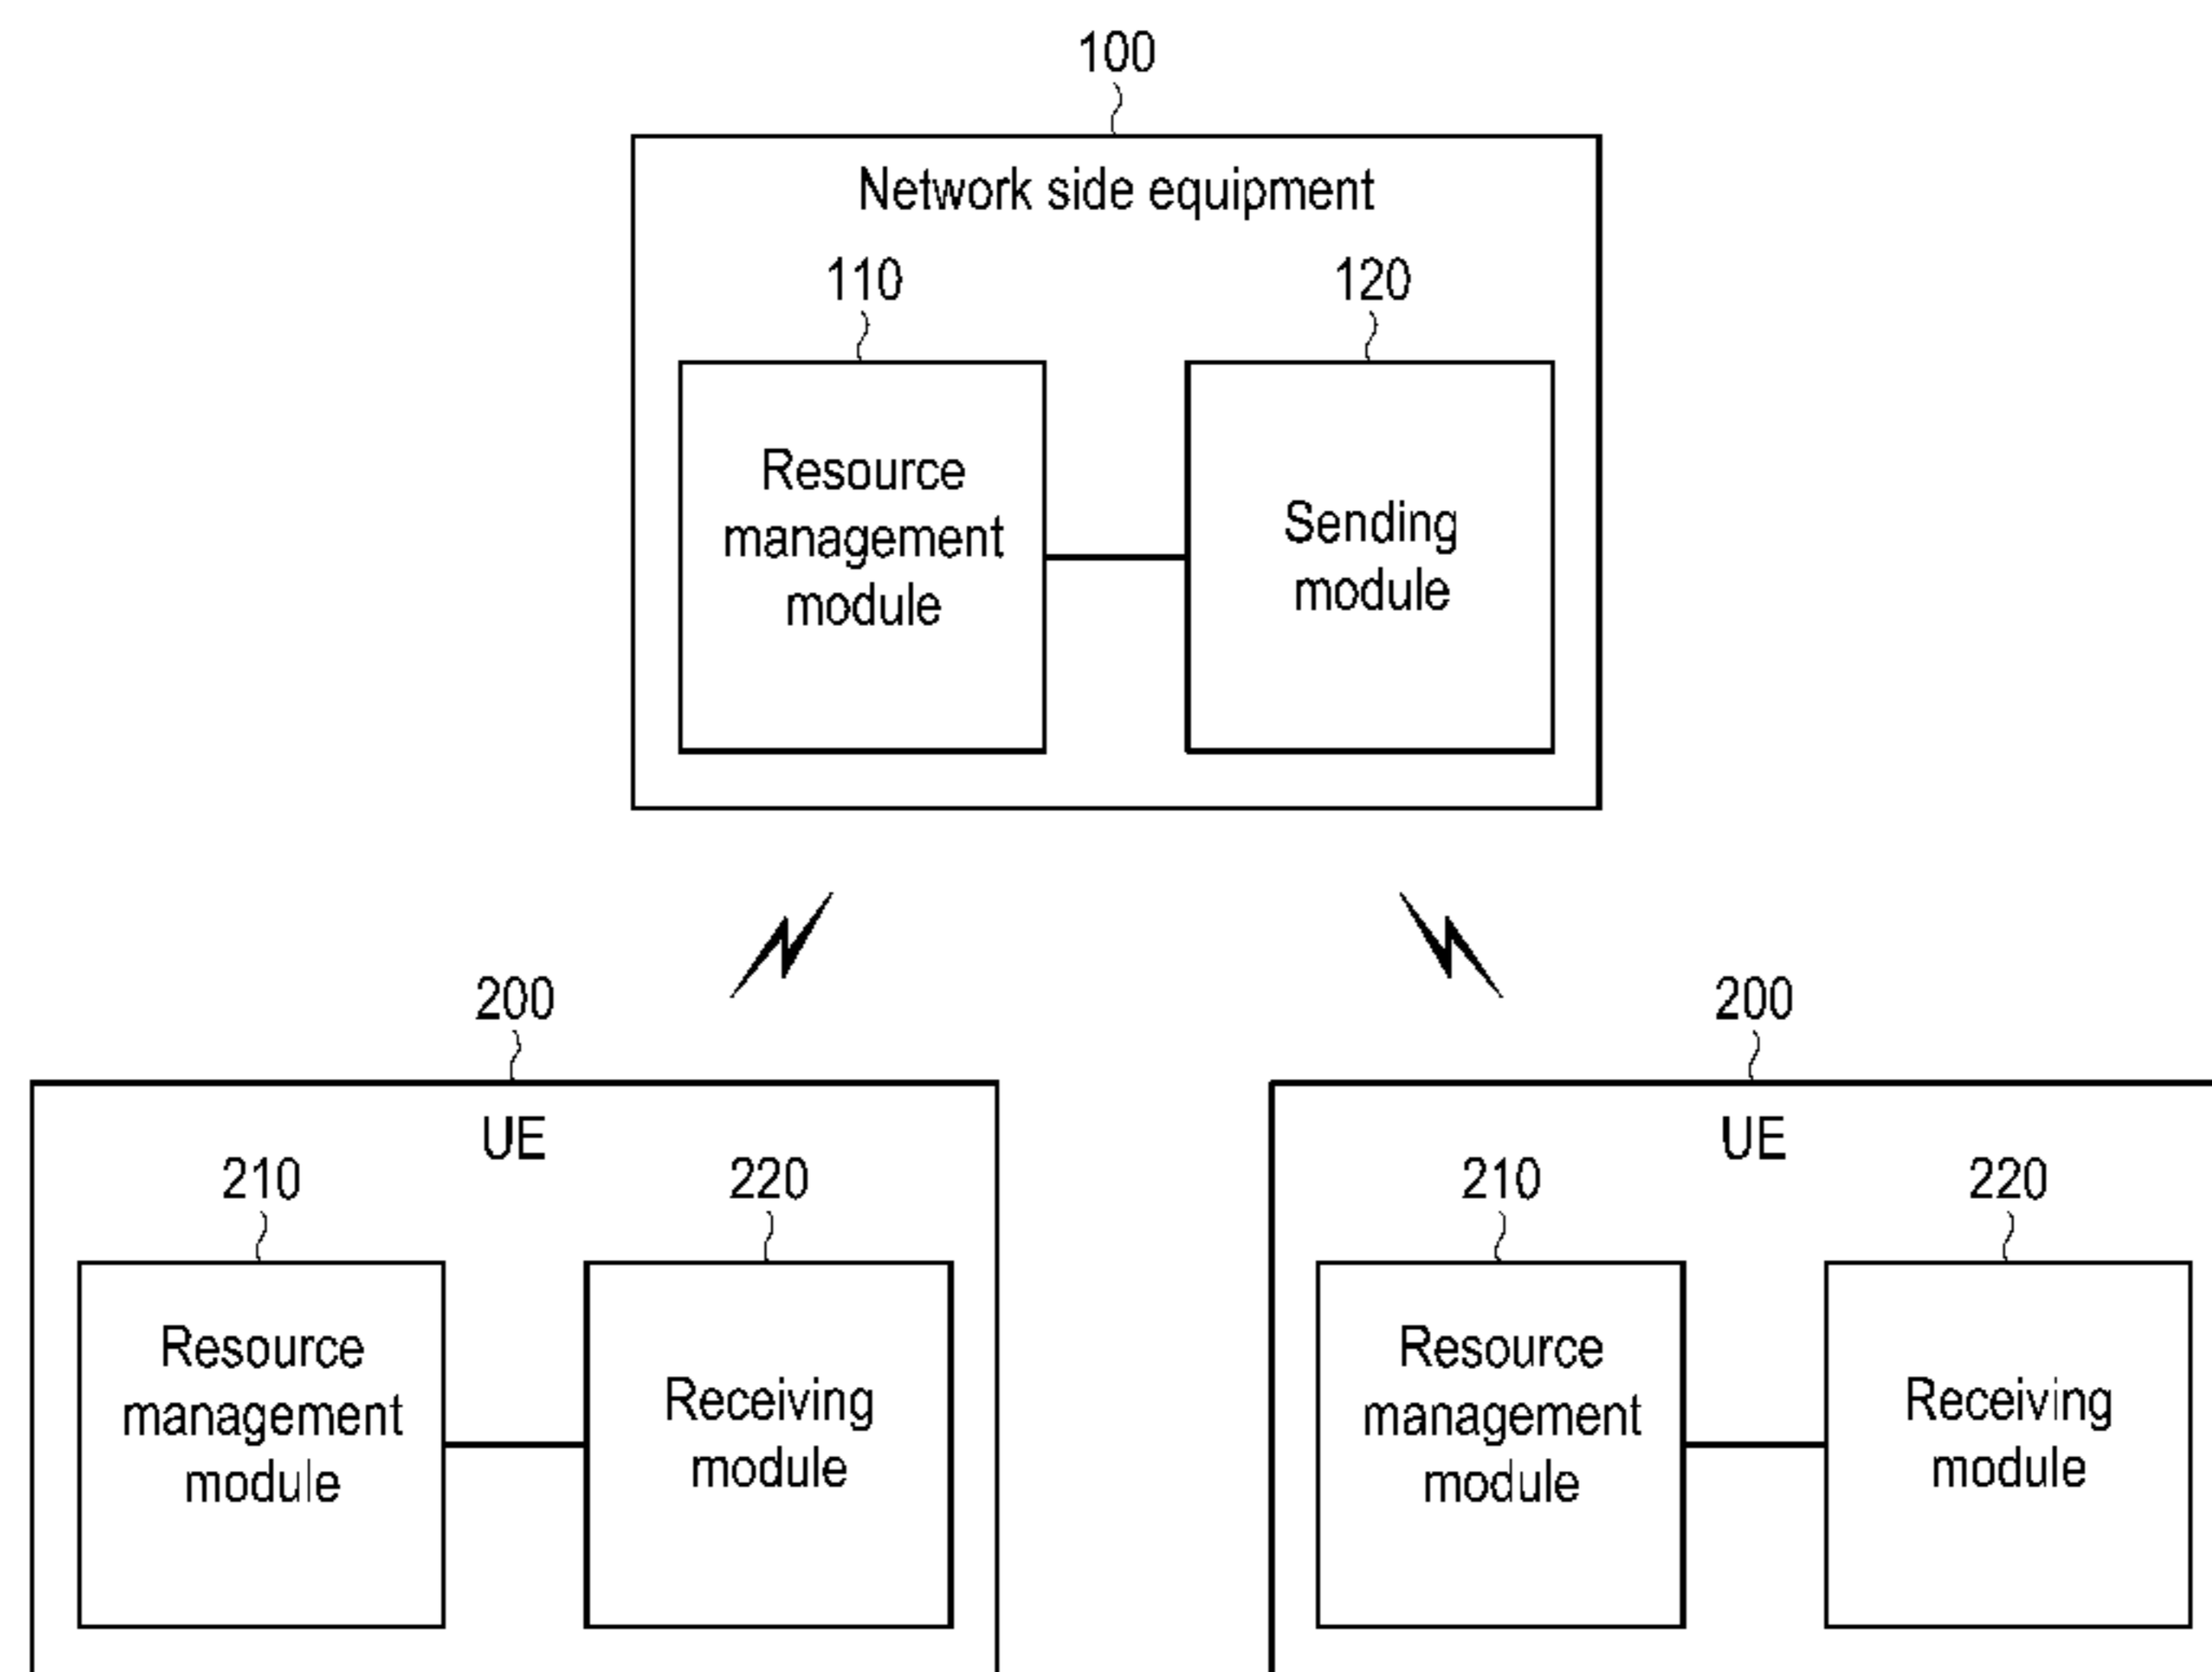 100
Network side equipment
110
120
Resource
management
module
Sending
module
200
UE
210
220
Resource
management
module
Receiving
module
200
UE
210
220
Resource
management
module
Receiving
module